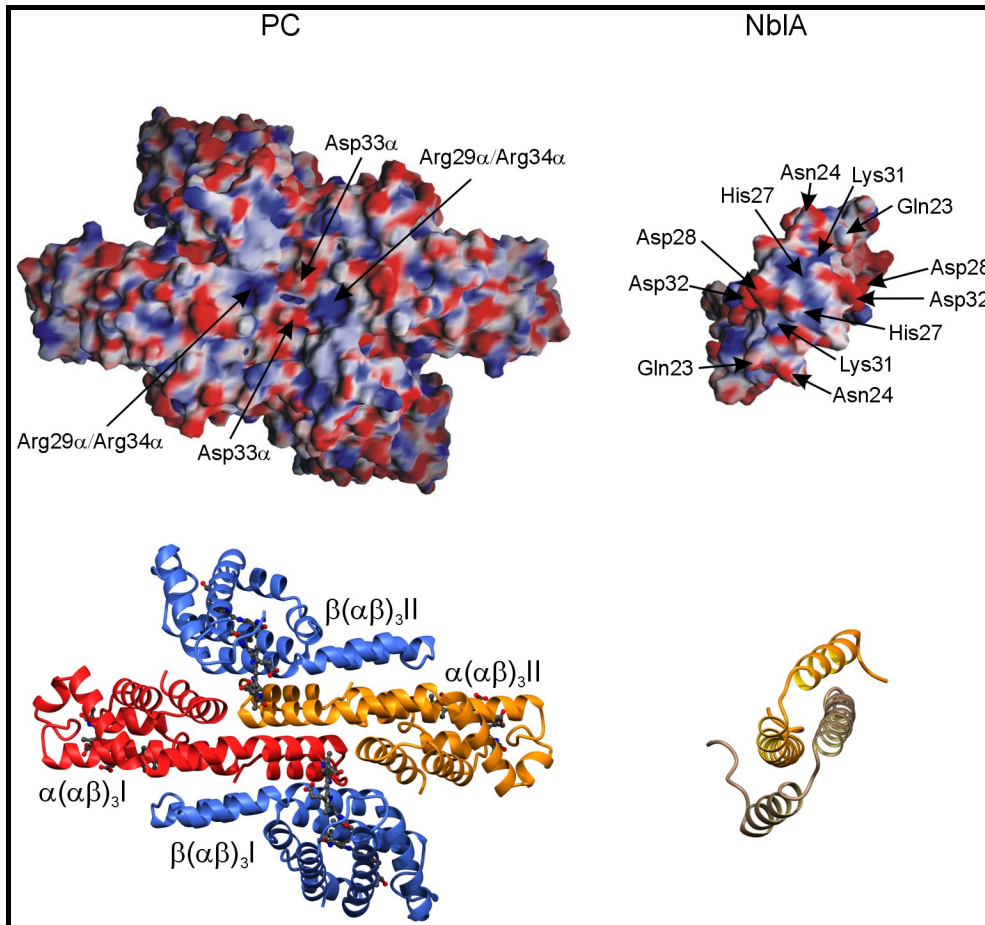 PC
NblA
Asp33α
Arg29α/Arg34α
Arg29α/Arg34α
Asp33α
Asn24
Lys31
His27
Gln23
Asp28
Asp28
Asp32
Asp32
His27
Lys31
Gln23
Asn24
β(αβ)₃II
α(αβ)₃II
α(αβ)₃I
β(αβ)₃I